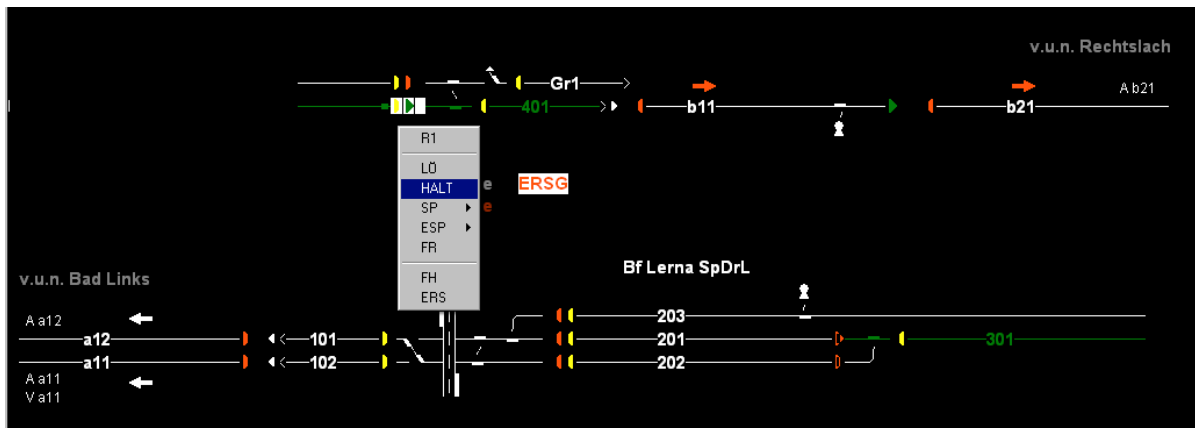 v.u.n. Rechtslach
Gr1
A b21
401
b11
b21
R1
LÖ
HALT
e
ERSG
SP
e
ESP
FR
FH
ERS
Bf Lerna SpDrL
v.u.n. Bad Links
A a12
203
a12
101
201
301
a11
102
202
A a11
V a11